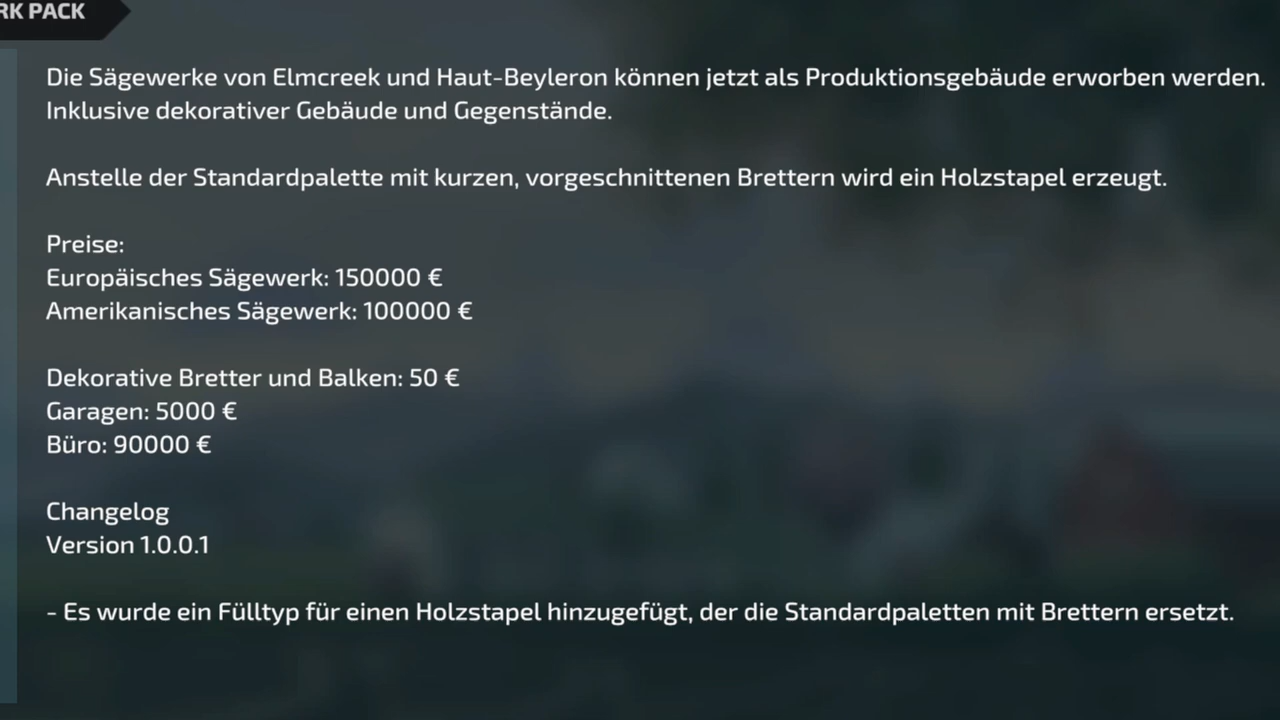 RK PACK
Die Sägewerke von Elmcreek und Haut-Beyleron können jetzt als Produktionsgebäude erworben werden.
Inklusive dekorativer Gebäude und Gegenstände.
Anstelle der Standardpalette mit kurzen, vorgeschnittenen Brettern wird ein Holzstapel erzeugt.
Preise:
Europäisches Sägewerk: 150000 €
Amerikanisches Sägewerk: 100000 €
Dekorative Bretter und Balken: 50 €
Garagen: 5000 €
Büro: 90000 €
Changelog
Version 1.0.0.1
- Es wurde ein Fülltyp für einen Holzstapel hinzugefügt, der die Standardpaletten mit Brettern ersetzt.